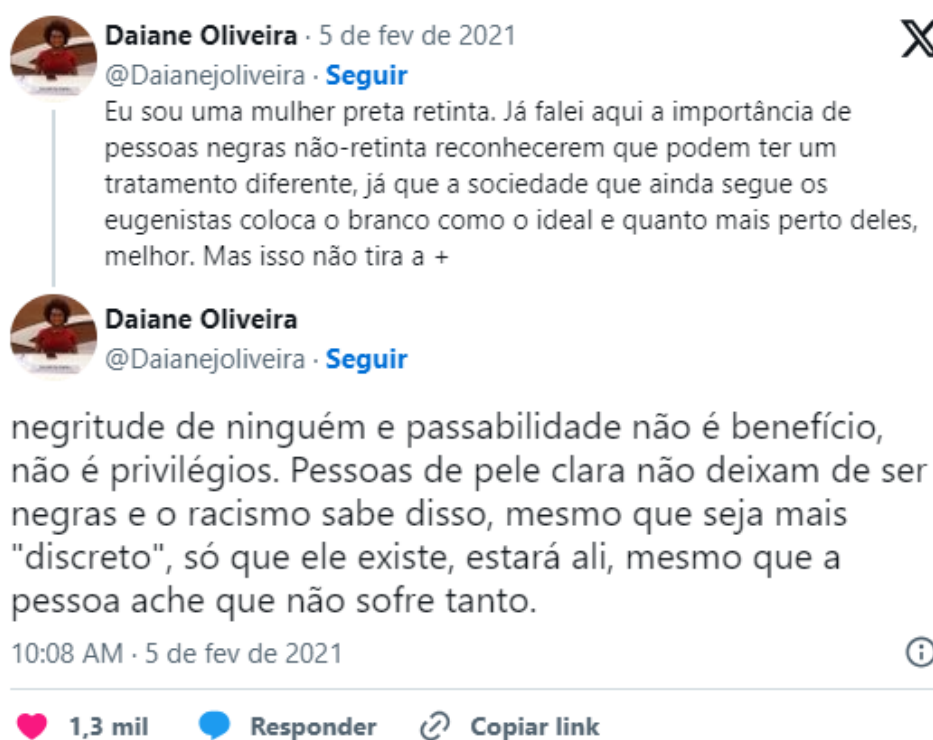 Daiane Oliveira · 5 de fev de 2021
@Daianejoliveira · Seguir
Eu sou uma mulher preta retinta. Já falei aqui a importância de
pessoas negras não-retinta reconhecerem que podem ter um
tratamento diferente, já que a sociedade que ainda segue os
eugenistas coloca o branco como o ideal e quanto mais perto deles,
melhor. Mas isso não tira a +
Daiane Oliveira
@Daianejoliveira · Seguir
negritude de ninguém e passabilidade não é benefício,
não é privilégios. Pessoas de pele clara não deixam de ser
negras e o racismo sabe disso, mesmo que seja mais
"discreto", só que ele existe, estará ali, mesmo que a
pessoa ache que não sofre tanto.
10:08 AM · 5 de fev de 2021
1,3 mil Responder Copiar link